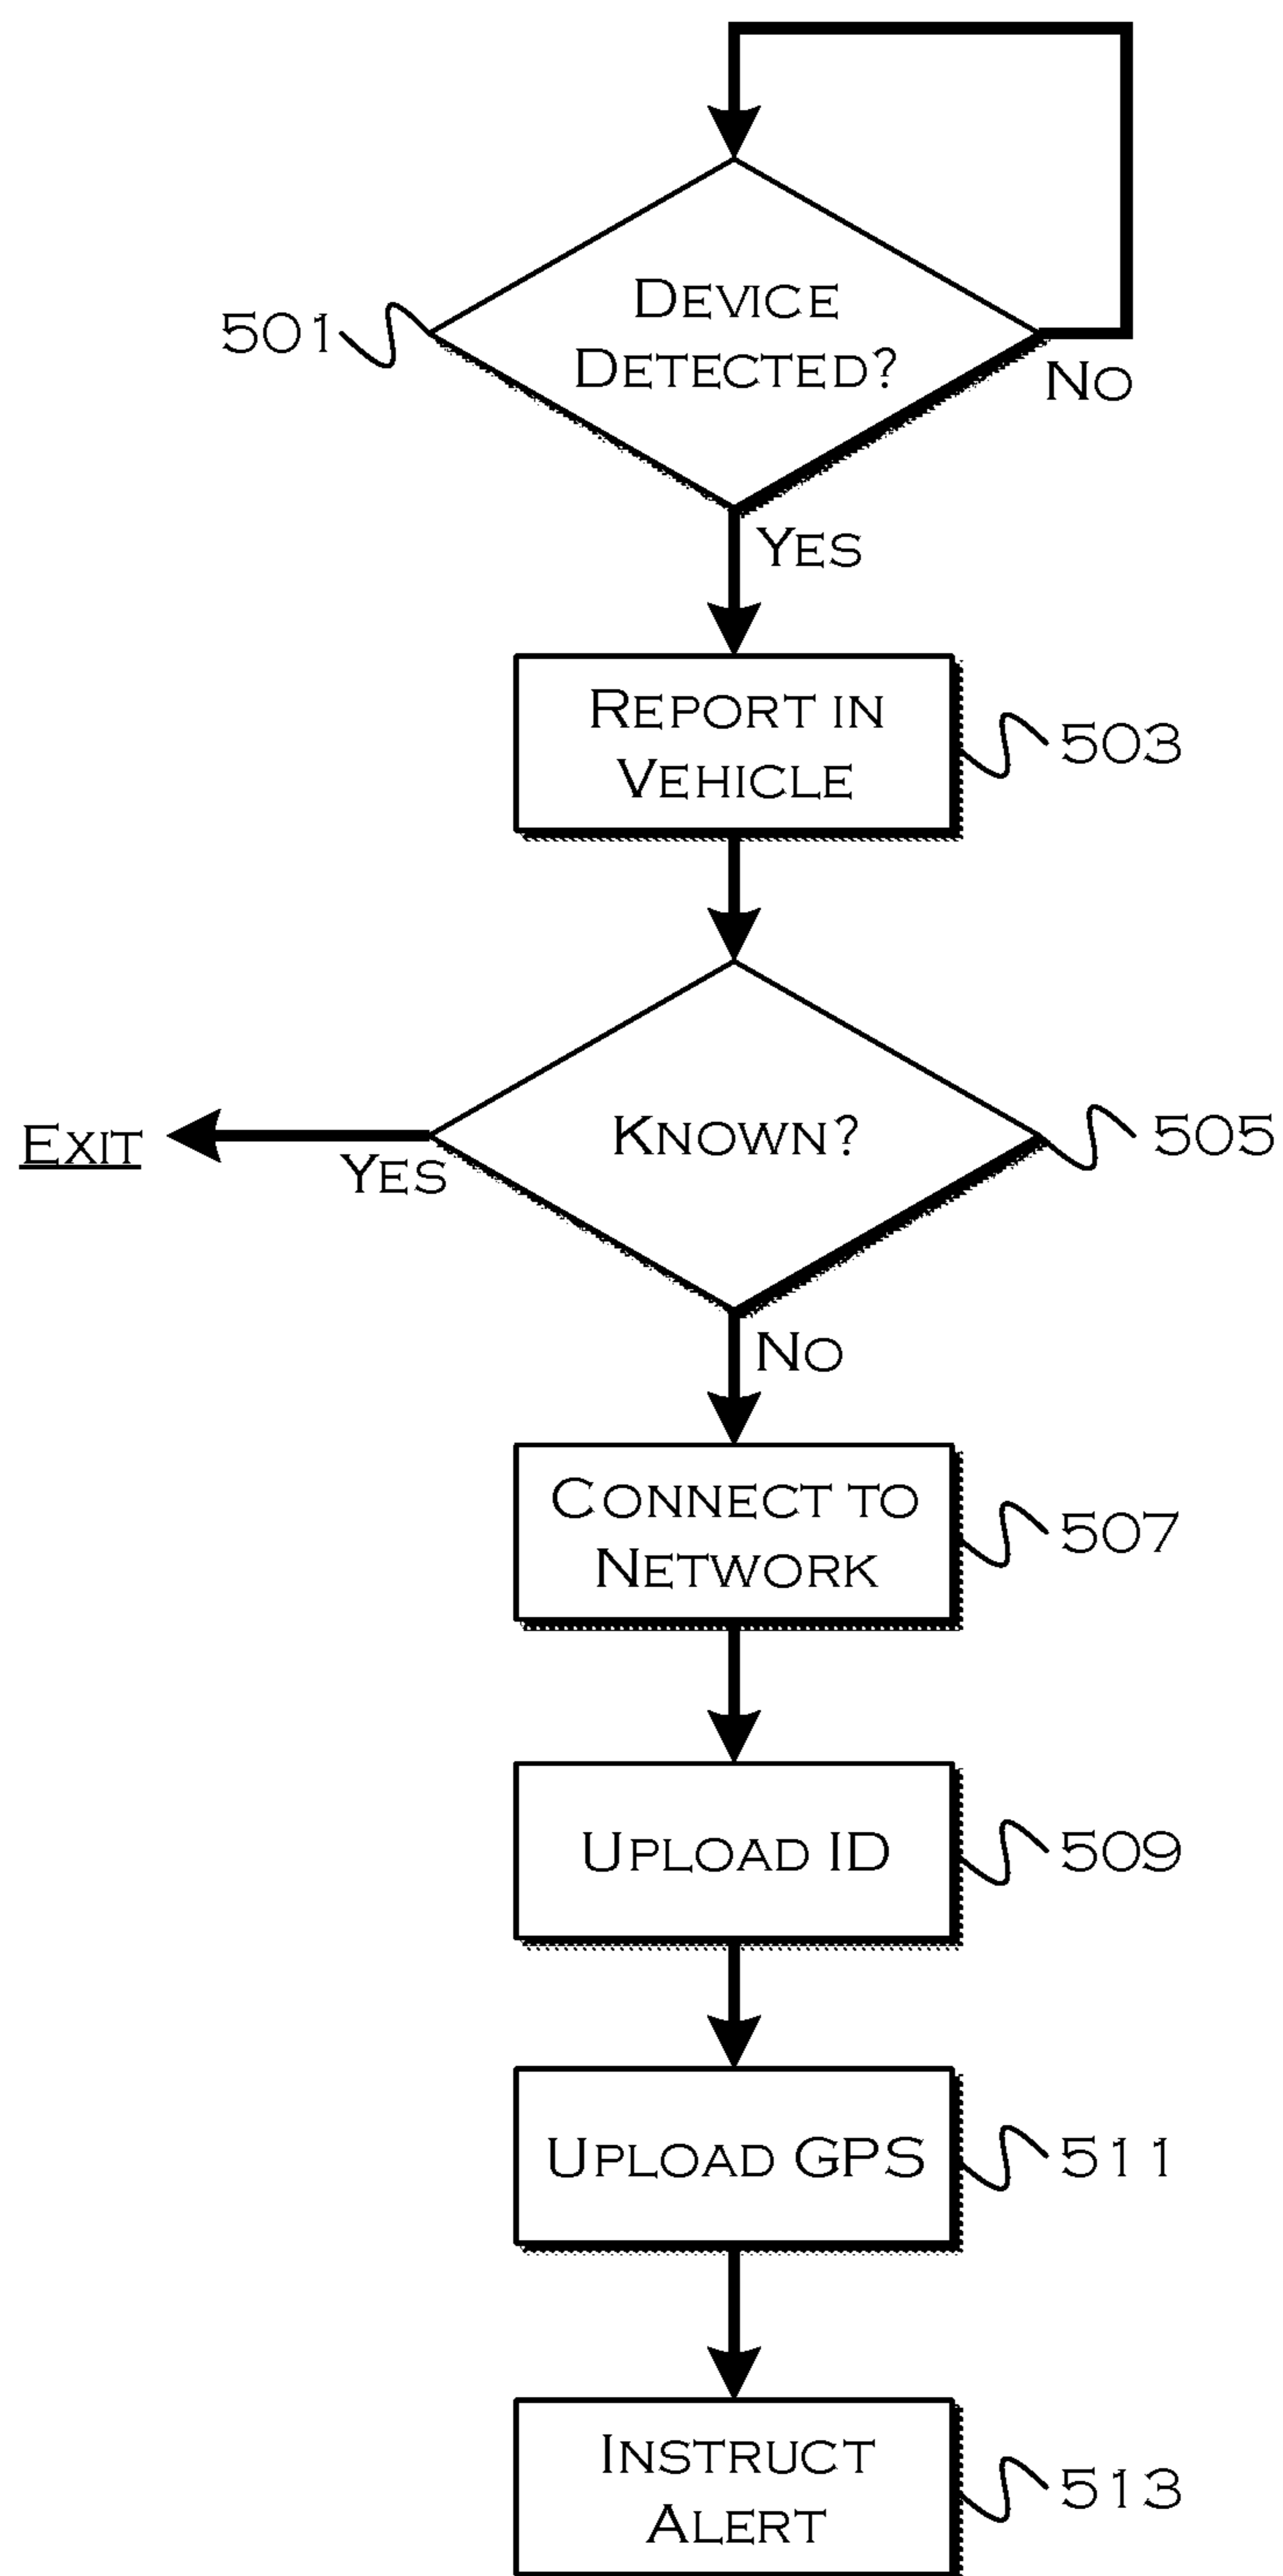 DEVICE
DETECTED?
501
NO
YES
REPORT IN
VEHICLE
503
KNOWN?
505
EXIT
YES
NO
CONNECT TO
NETWORK
507
UPLOAD ID
509
UPLOAD GPS
511
INSTRUCT
ALERT
513